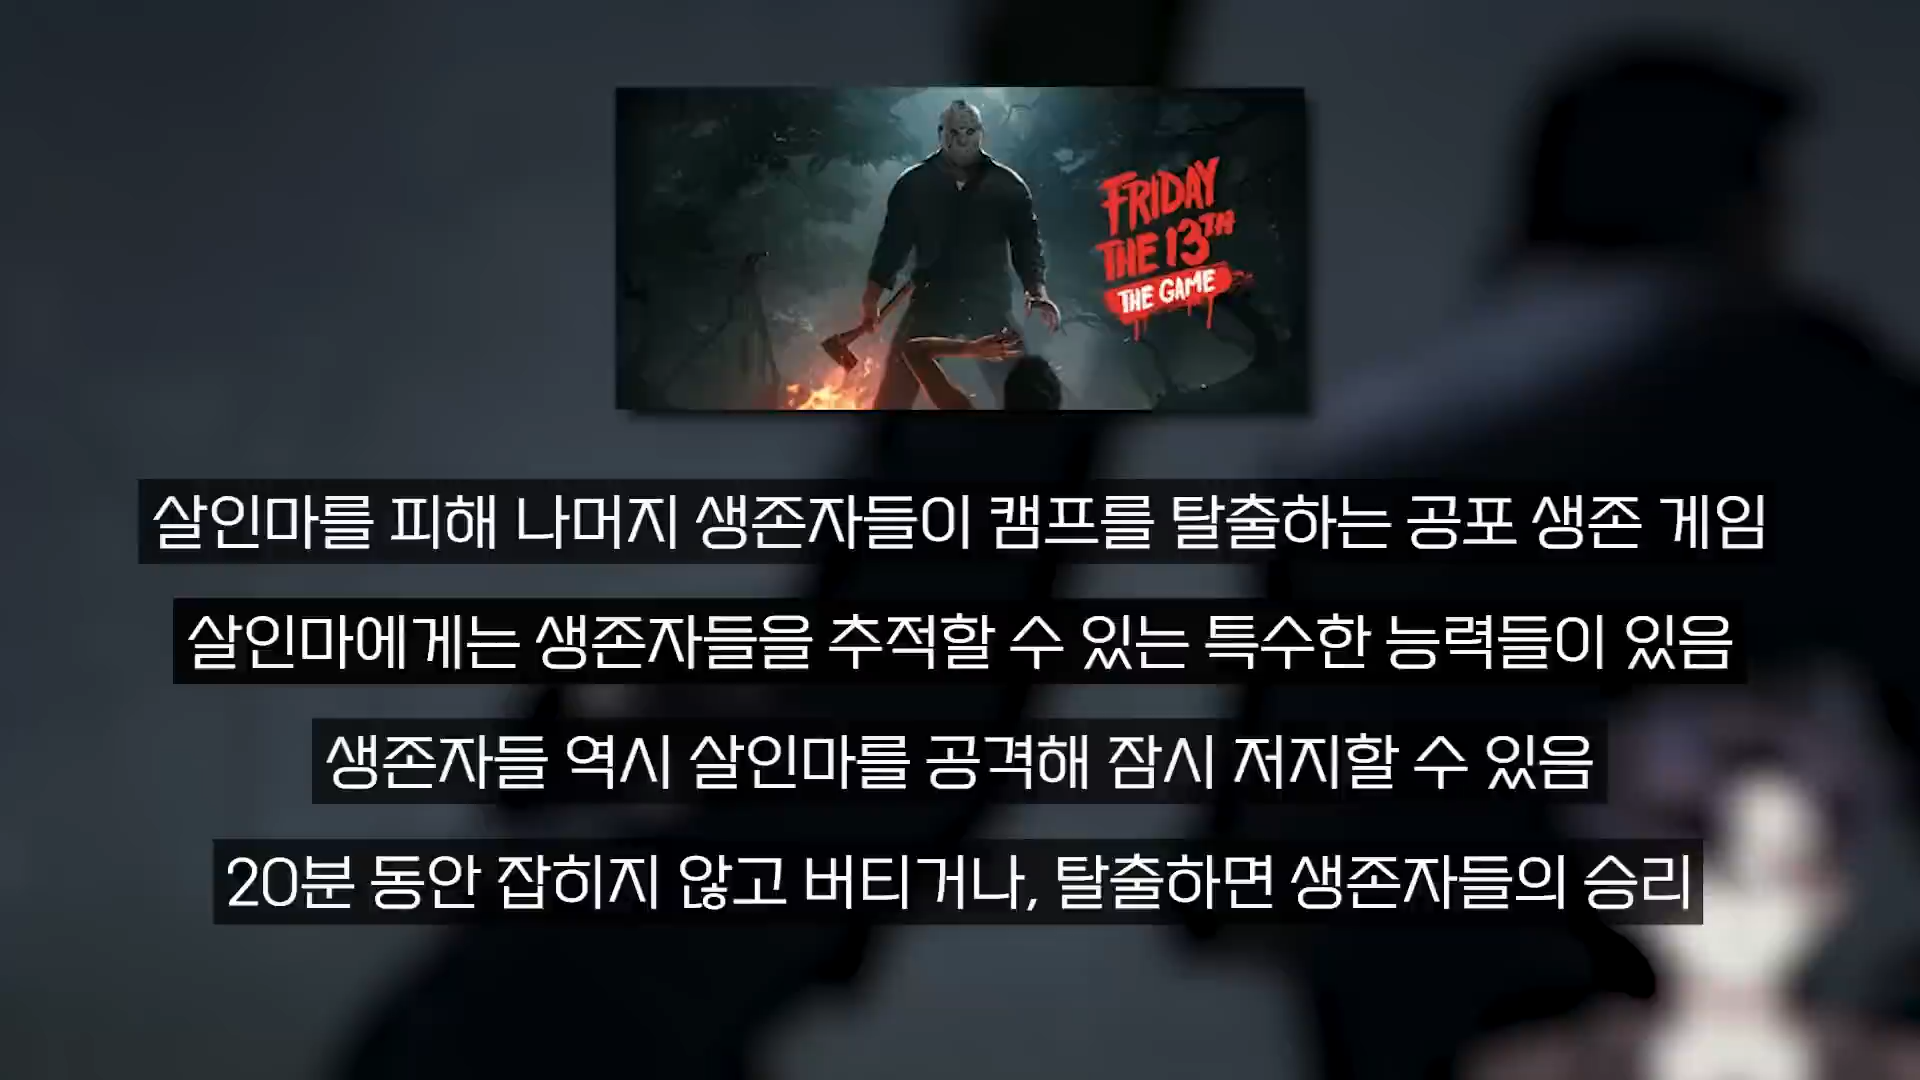 FRIDAY
THE 13TH
THE GAME
살인마를 피해 나머지 생존자들이 캠프를 탈출하는 공포 생존 게임
살인마에게는 생존자들을 추적할 수 있는 특수한 능력들이 있음
생존자들 역시 살인마를 공격해 잠시 저지할 수 있음
20분 동안 잡히지 않고 버티거나, 탈출하면 생존자들의 승리